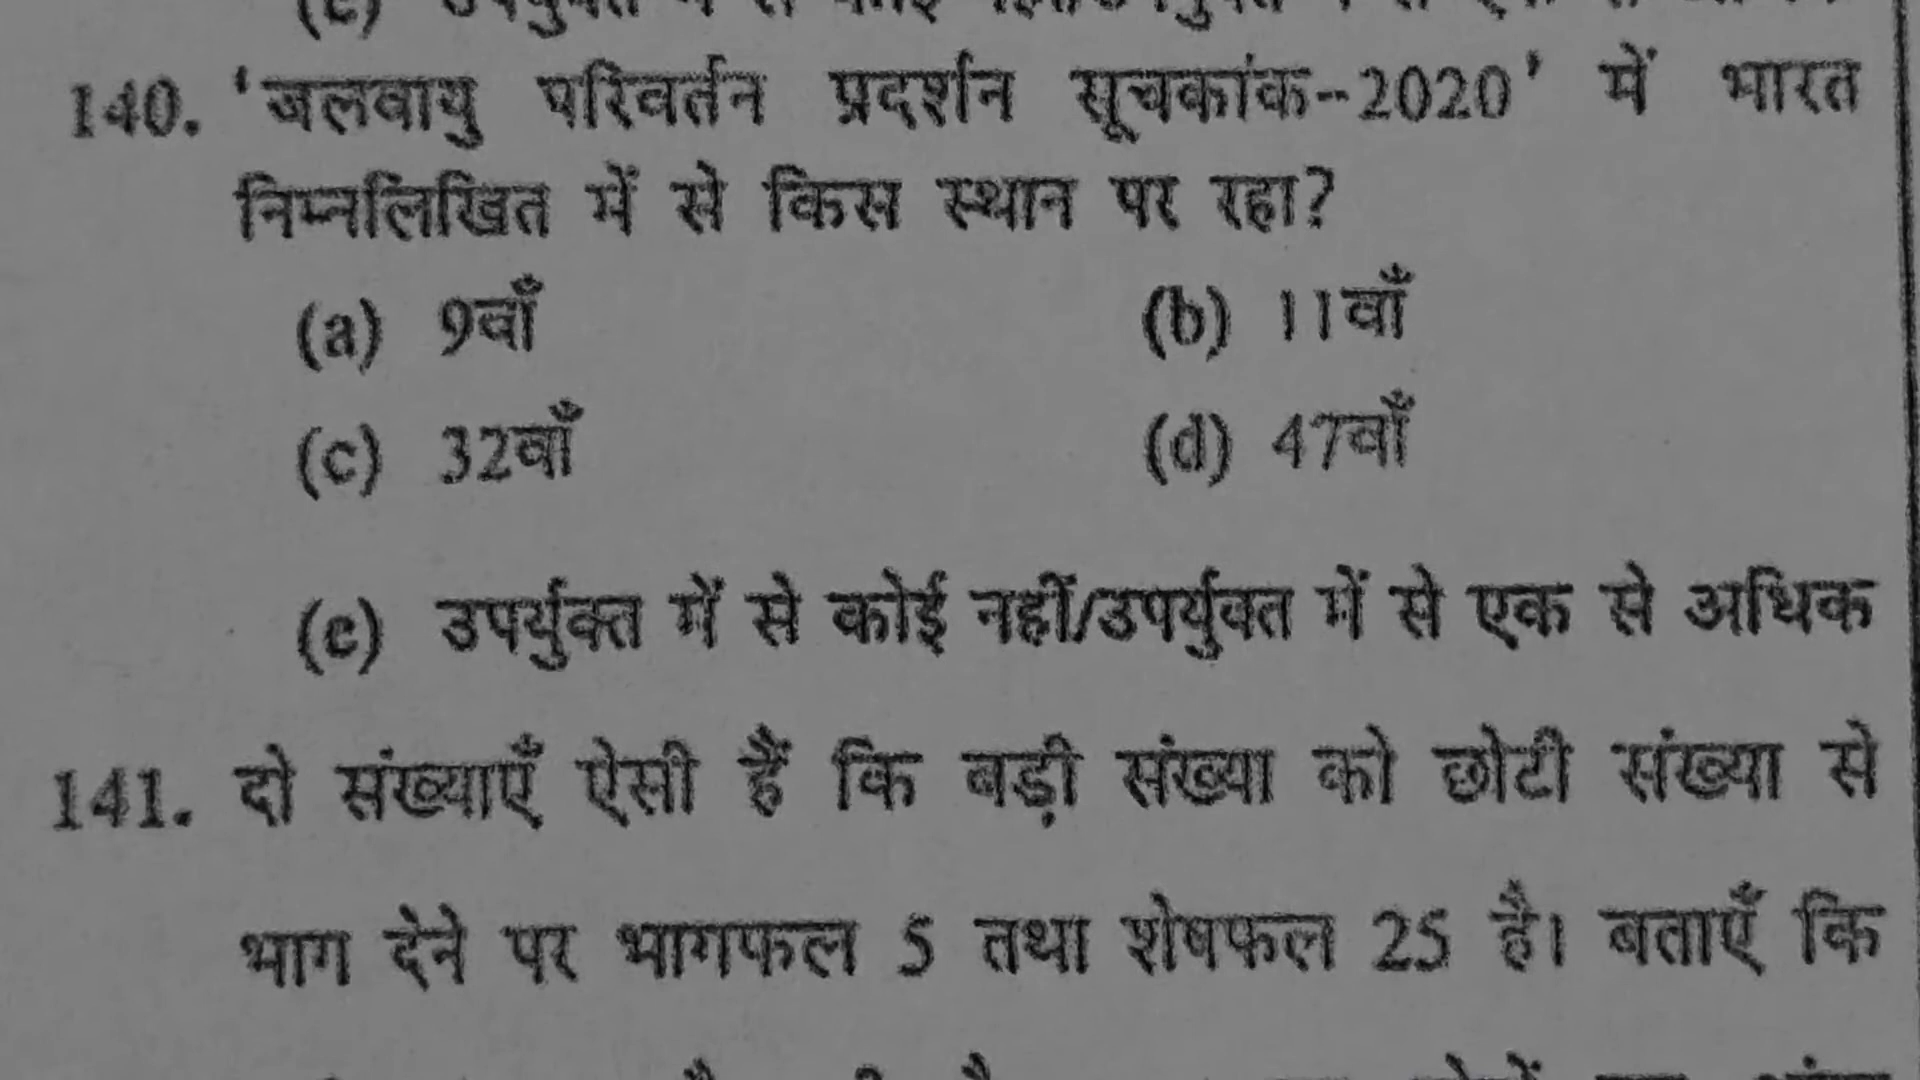 140. 'जलवायु परिवर्तन प्रदर्शन सूचकांक-2020' में भारत
निम्नलिखित में से किस स्थान पर रहा?
(a) 9वाँ (b) 11वाँ
(c) 32वाँ (d) 47वाँ
(e) उपर्युक्त में से कोई नहीं/उपर्युक्त में से एक से अधिक
141. दो संख्याएँ ऐसी हैं कि बड़ी संख्या को छोटी संख्या से
भाग देने पर भागफल 5 तथा शेषफल 25 है। बताएँ कि